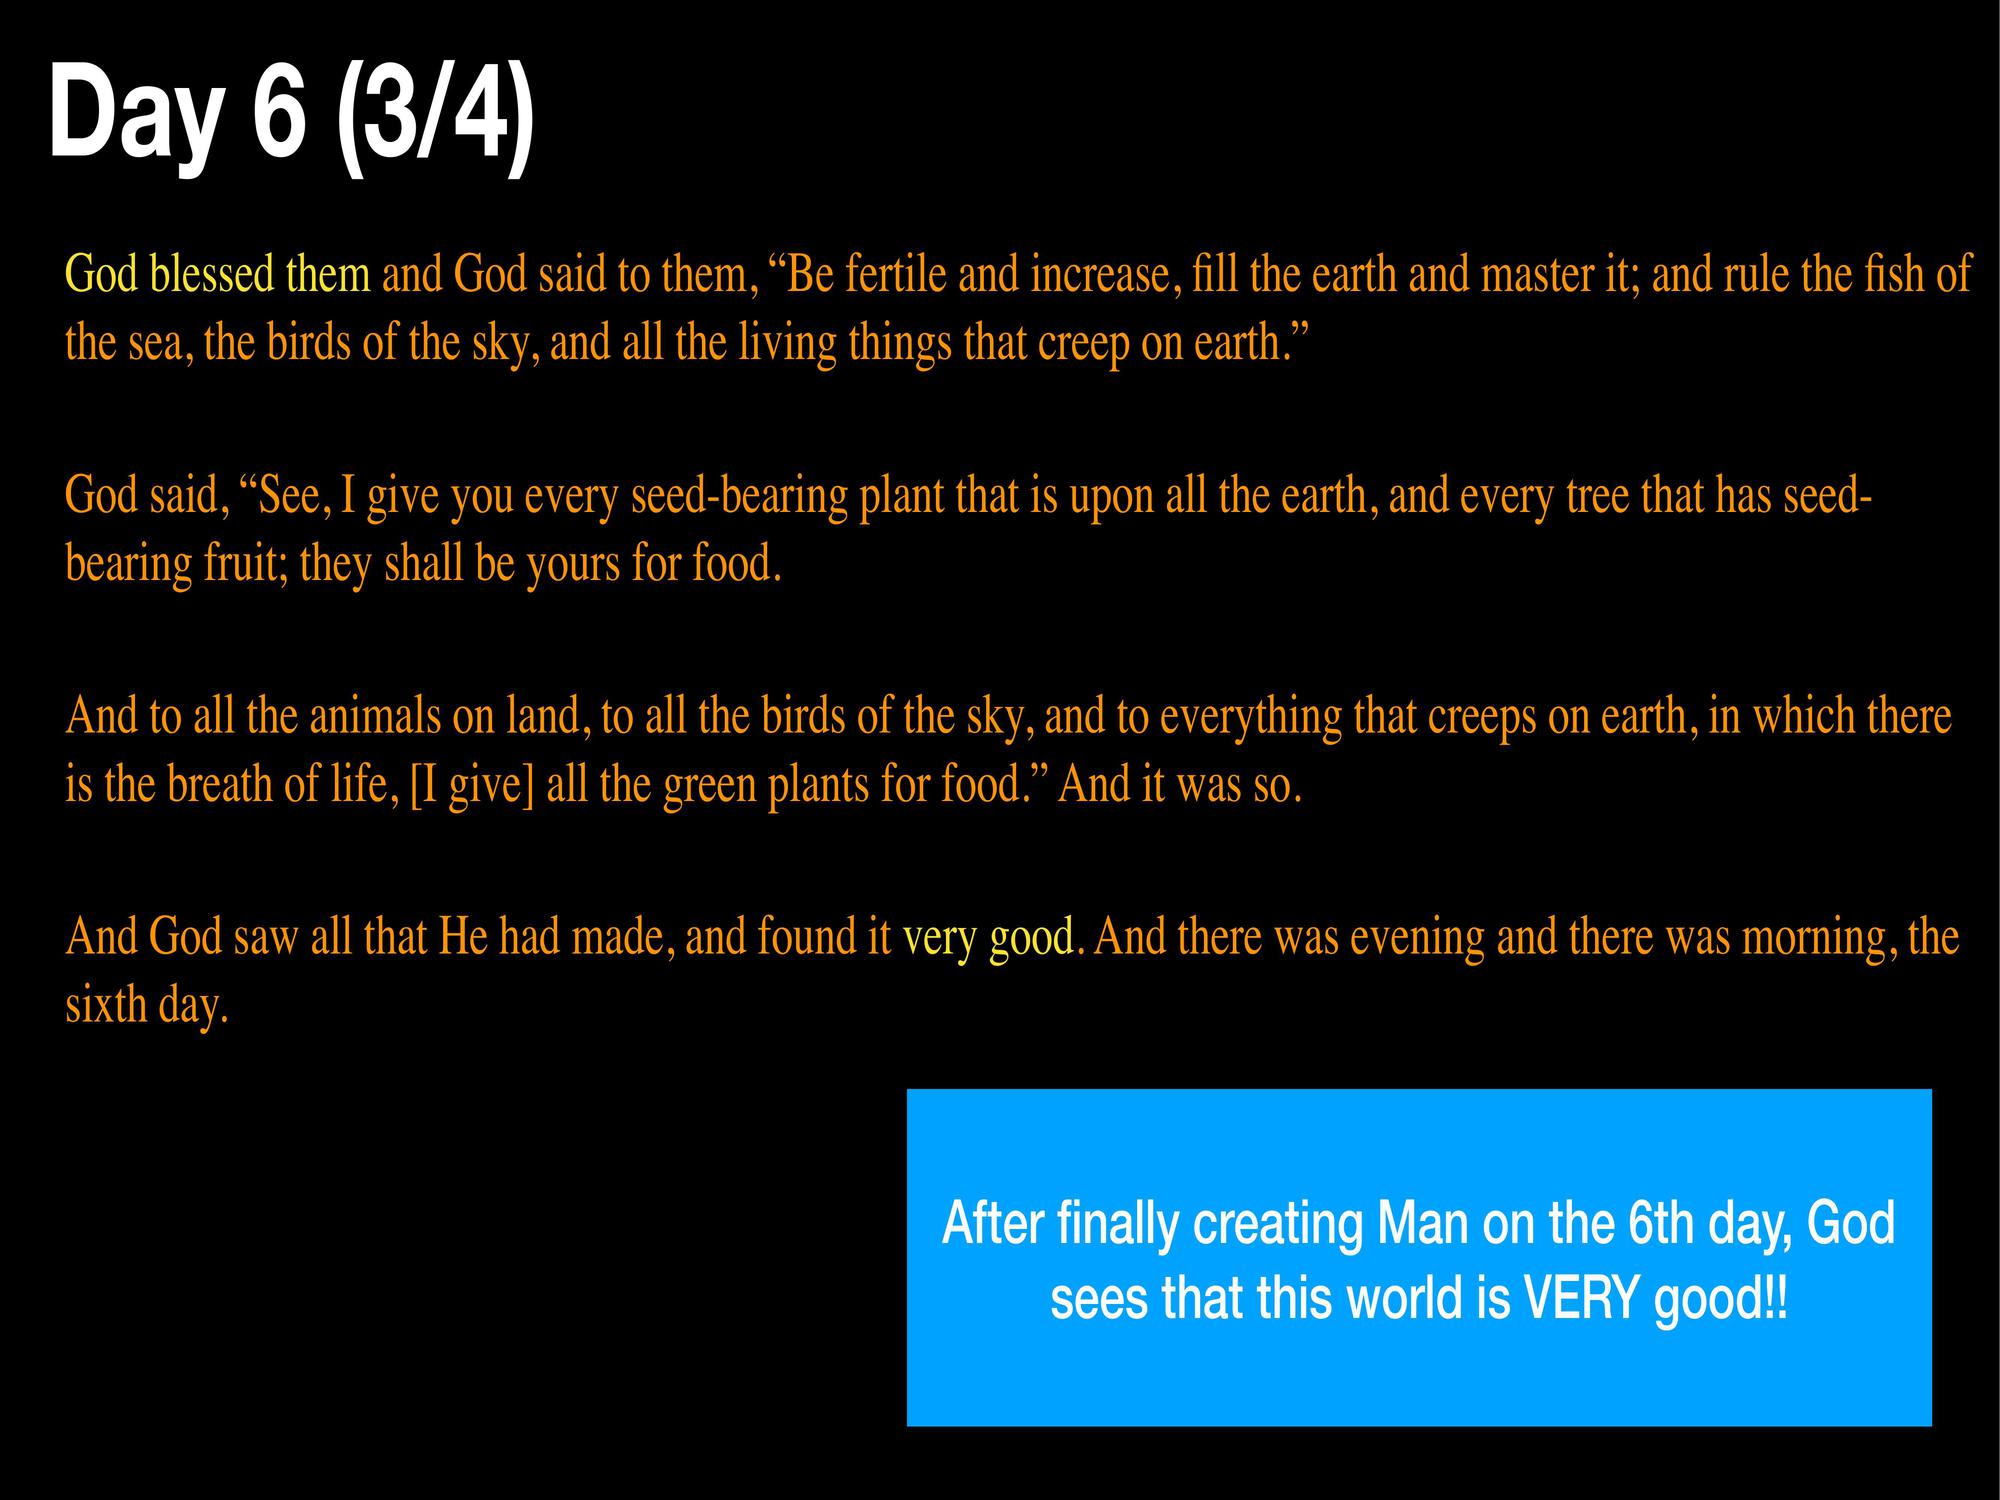 Day 6 (3/4)
God blessed them and God said to them, “Be fertile and increase, fill the earth and master it; and rule the fish of
the sea, the birds of the sky, and all the living things that creep on earth.”
God said, “See, I give you every seed-bearing plant that is upon all the earth, and every tree that has seed-
bearing fruit; they shall be yours for food.
And to all the animals on land, to all the birds of the sky, and to everything that creeps on earth, in which there
is the breath of life, [I give] all the green plants for food.” And it was so.
And God saw all that He had made, and found it very good. And there was evening and there was morning, the
sixth day.
After finally creating Man on the 6th day, God
sees that this world is VERY good!!